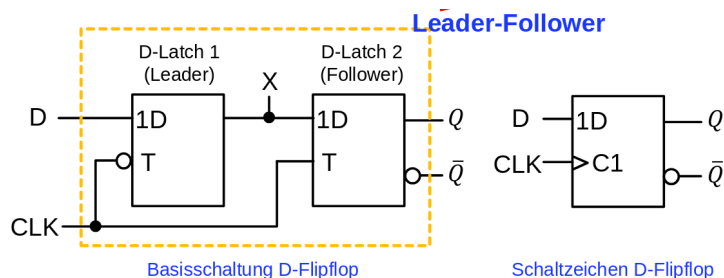 Leader-Follower
D-Latch 1
(Leader)
D-Latch 2
(Follower)
X
D
1D
T
1D
T
Q
Q̅
CLK
D
1D
CLK
C1
Q
Q̅
Basisschaltung D-Flipflop
Schaltzeichen D-Flipflop